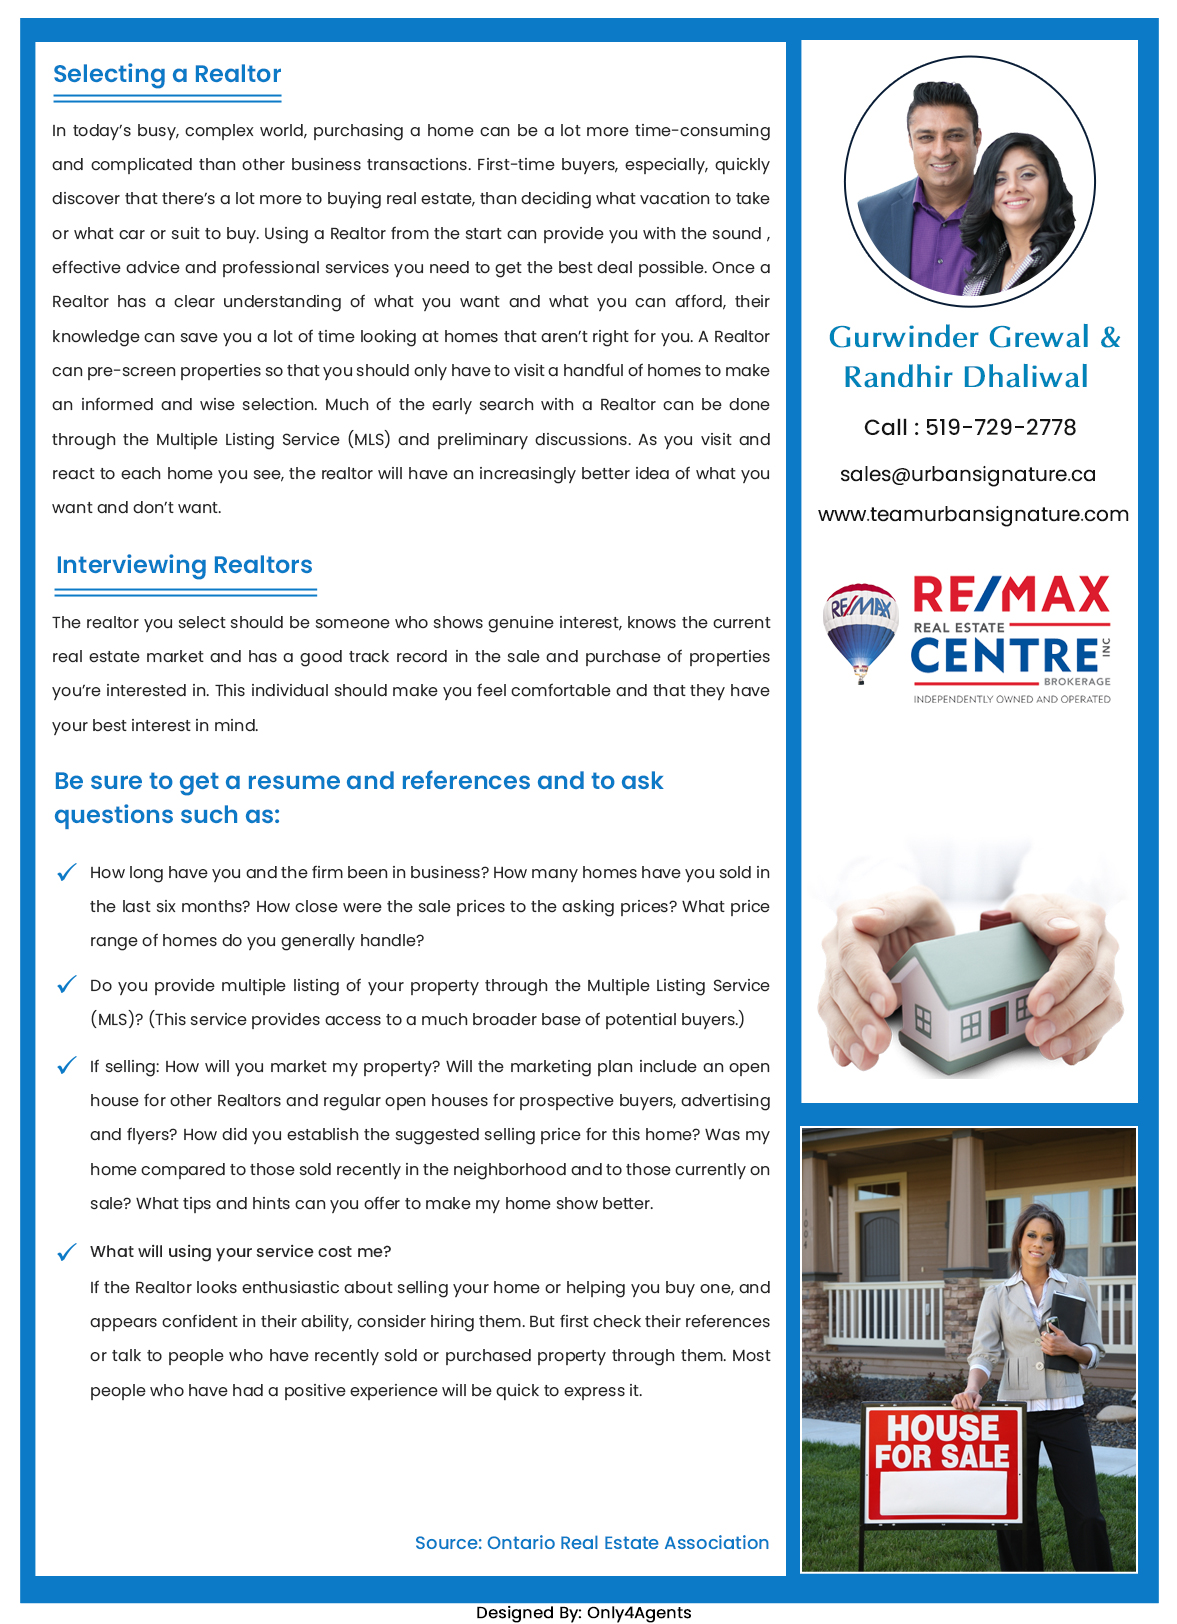 Selecting a Realtor
In today’s busy, complex world, purchasing a home can be a lot more time-consuming
and complicated than other business transactions. First-time buyers, especially, quickly
discover that there’s a lot more to buying real estate, than deciding what vacation to take
or what car or suit to buy. Using a Realtor from the start can provide you with the sound ,
effective advice and professional services you need to get the best deal possible. Once a
Realtor has a clear understanding of what you want and what you can afford, their
knowledge can save you a lot of time looking at homes that aren’t right for you. A Realtor
can pre-screen properties so that you should only have to visit a handful of homes to make
an informed and wise selection. Much of the early search with a Realtor can be done
through the Multiple Listing Service (MLS) and preliminary discussions. As you visit and
react to each home you see, the realtor will have an increasingly better idea of what you
want and don’t want.
Interviewing Realtors
The realtor you select should be someone who shows genuine interest, knows the current
real estate market and has a good track record in the sale and purchase of properties
you’re interested in. This individual should make you feel comfortable and that they have
your best interest in mind.
Be sure to get a resume and references and to ask
questions such as:
How long have you and the firm been in business? How many homes have you sold in
the last six months? How close were the sale prices to the asking prices? What price
range of homes do you generally handle?
Do you provide multiple listing of your property through the Multiple Listing Service
(MLS)? (This service provides access to a much broader base of potential buyers.)
If selling: How will you market my property? Will the marketing plan include an open
house for other Realtors and regular open houses for prospective buyers, advertising
and flyers? How did you establish the suggested selling price for this home? Was my
home compared to those sold recently in the neighborhood and to those currently on
sale? What tips and hints can you offer to make my home show better.
What will using your service cost me?
If the Realtor looks enthusiastic about selling your home or helping you buy one, and
appears confident in their ability, consider hiring them. But first check their references
or talk to people who have recently sold or purchased property through them. Most
people who have had a positive experience will be quick to express it.
Source: Ontario Real Estate Association
Gurwinder Grewal &
Randhir Dhaliwal
Call : 519-729-2778
sales@urbansignature.ca
www.teamurbansignature.com
RE/MAX
RE/MAX
REAL ESTATE
CENTRE INC
BROKERAGE
INDEPENDENTLY OWNED AND OPERATED
1004
HOUSE
FOR SALE
Designed By: Only4Agents